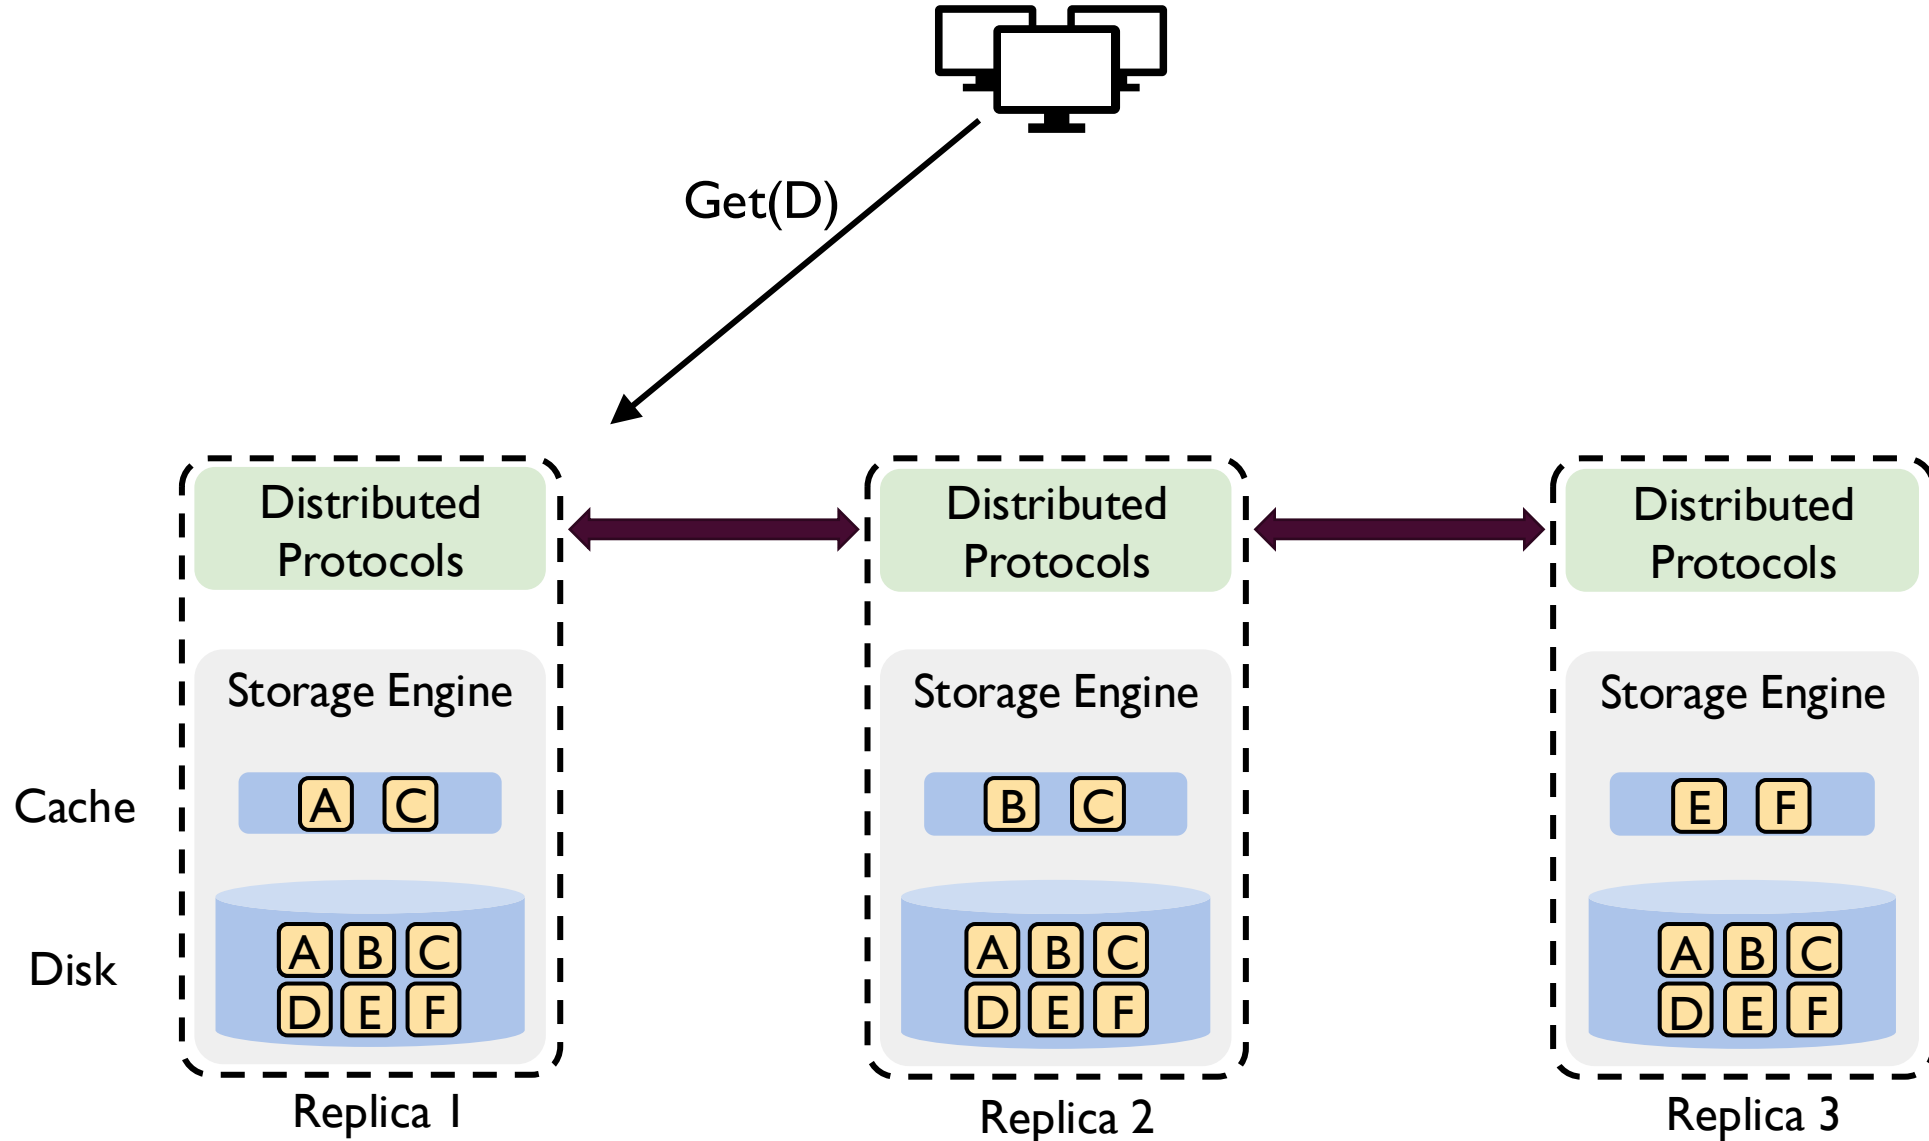 Get(D)
Distributed
Protocols
Distributed
Protocols
Distributed
Protocols
Storage Engine
Storage Engine
Storage Engine
Cache
A C
B C
E F
Disk
A B C
D E F
A B C
D E F
A B C
D E F
Replica 1
Replica 2
Replica 3